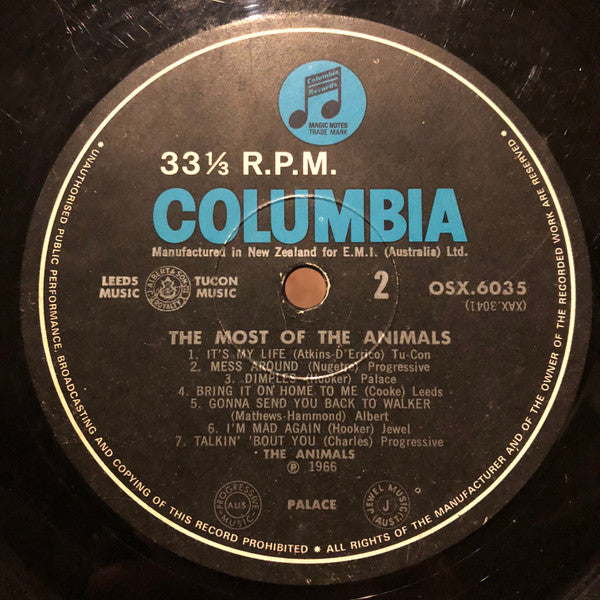 Columbia
Records
MAGIC NOTES
TRADE MARK
33⅓ R.P.M.
COLUMBIA
Manufactured in New Zealand for E.M.I. (Australia) Ltd.
LEEDS
MUSIC
ALBERT & SON
ROYALTY
TUCON
MUSIC
2
OSX.6035
(XAX.3041)
THE MOST OF THE ANIMALS
1. IT'S MY LIFE (Atkins-D'Errico) Tu-Con
2. MESS AROUND (Nugetre) Progressive
3. DIMPLES (Hooker) Palace
4. BRING IT ON HOME TO ME (Cooke) Leeds
5. GONNA SEND YOU BACK TO WALKER
(Mathews-Hammond) Albert
6. I'M MAD AGAIN (Hooker) Jewel
7. TALKIN' 'BOUT YOU (Charles) Progressive
THE ANIMALS
℗ 1966
PROGRESSIVE
AUS
MUSIC
PALACE
JEWEL MUSIC
J
(AUST.)
• UNAUTHORISED PUBLIC PERFORMANCE, BROADCASTING AND COPYING OF THIS RECORD PROHIBITED * ALL RIGHTS OF THE MANUFACTURER AND OF THE OWNER OF THE RECORDED WORK ARE RESERVED •